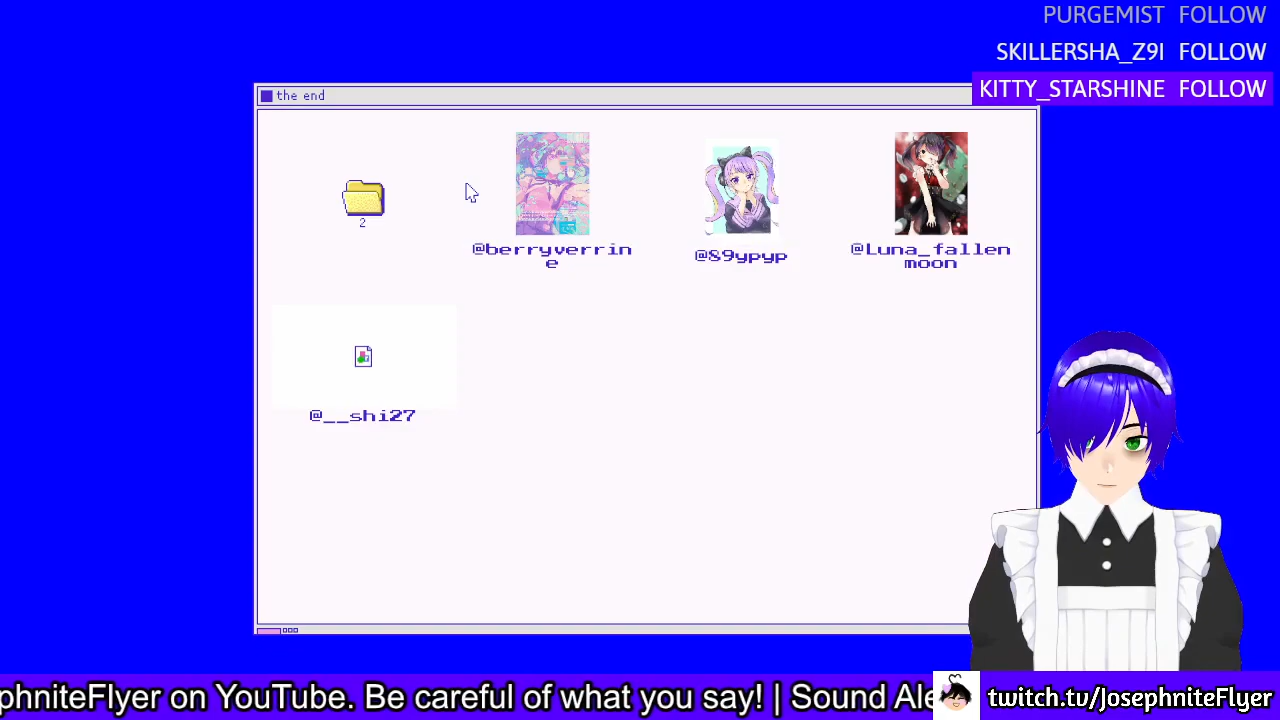 PURGEMIST FOLLOW
SKILLERSHA_Z9I FOLLOW
KITTY_STARSHINE FOLLOW
the end
2
@berryverrin
e
@89ypyp
@Luna_fallen
moon
@__shi27
phniteFlyer on YouTube. Be careful of what you say! | Sound Ale
twitch.tv/JosephniteFlyer